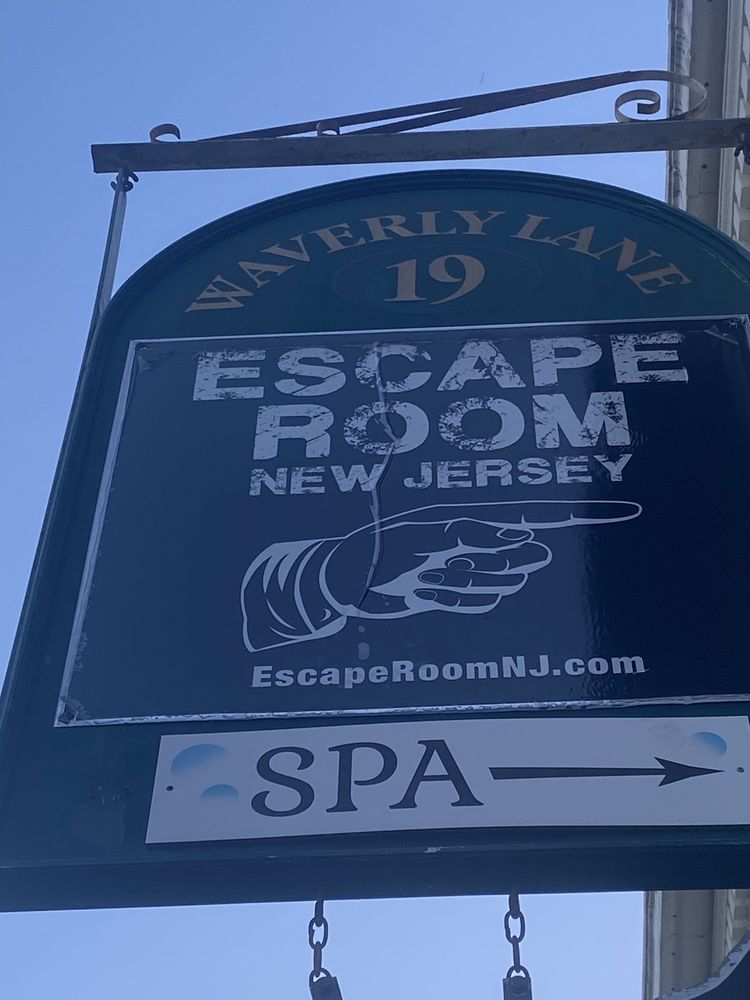 WAVERLY LANE
19
ESCAPE
ROOM
NEW JERSEY
EscapeRoomNJ.com
SPA